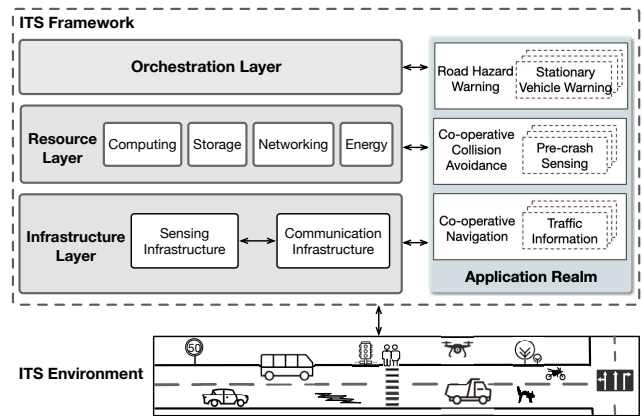 ITS Framework
Orchestration Layer
Road Hazard
Warning
Stationary
Vehicle Warning
Resource
Layer
Computing
Storage
Networking
Energy
Co-operative
Collision
Avoidance
Pre-crash
Sensing
Infrastructure
Layer
Sensing
Infrastructure
Communication
Infrastructure
Co-operative
Navigation
Traffic
Information
Application Realm
50
ITS Environment